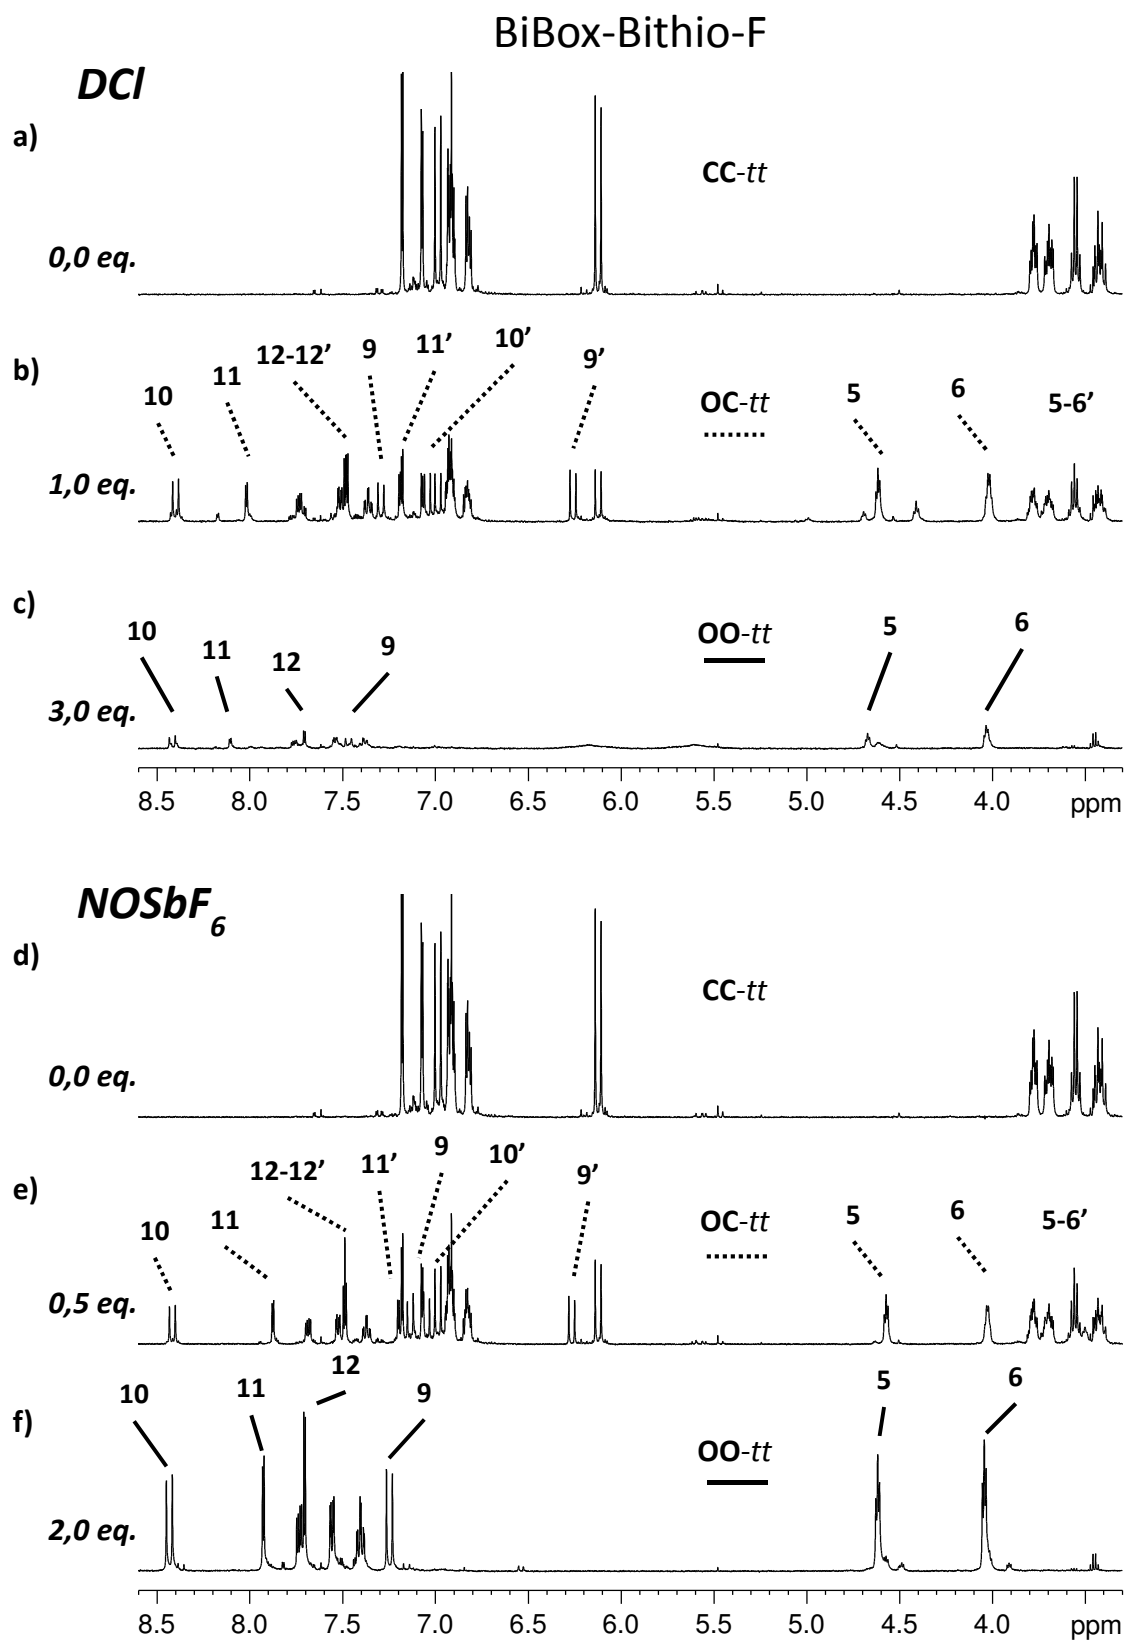 BiBox-Bithio-F
DCl
a)
CC-tt
0,0 eq.
b)
10 11 12-12’ 9 11’ 10’ 9’ OC-tt 5 6 5-6’
1,0 eq.
c)
10 11 12 9 OO-tt 5 6
3,0 eq.
8.5 8.0 7.5 7.0 6.5 6.0 5.5 5.0 4.5 4.0 ppm
NOSbF6
d)
CC-tt
0,0 eq.
e)
10 11 12-12’ 11’ 9 10’ 9’ OC-tt 5 6 5-6’
0,5 eq.
f)
10 11 12 9 OO-tt 5 6
2,0 eq.
8.5 8.0 7.5 7.0 6.5 6.0 5.5 5.0 4.5 4.0 ppm